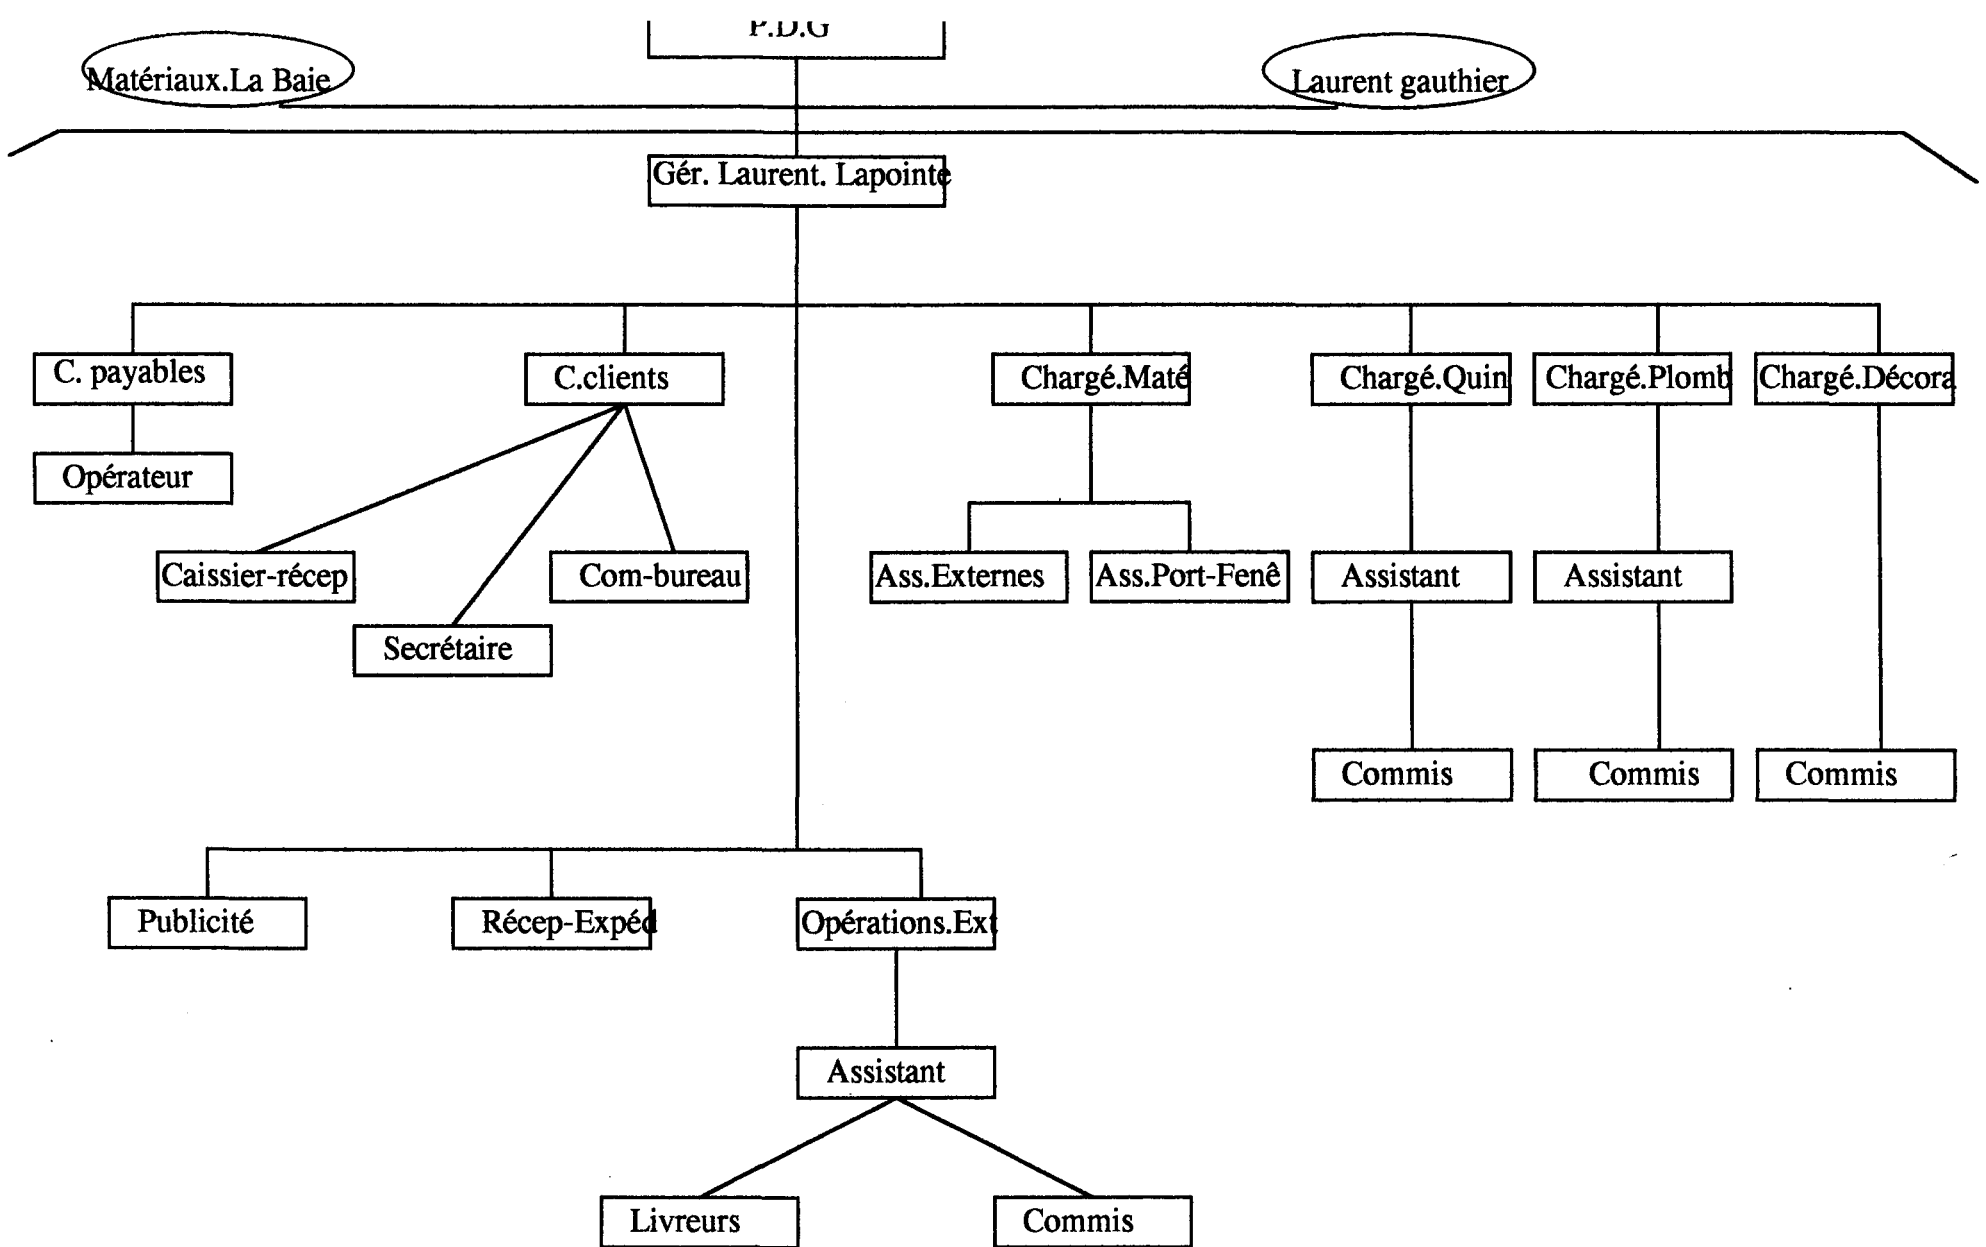 P.D.G
Matériaux.La Baie
Laurent gauthier
Gér. Laurent. Lapointe
C. payables
C.clients
Chargé.Maté
Chargé.Quin
Chargé.Plomb
Chargé.Décora
Opérateur
Caissier-récep
Com-bureau
Ass.Externes
Ass.Port-Fenê
Assistant
Assistant
Secrétaire
Commis
Commis
Commis
Publicité
Récep-Expéd
Opérations.Ext
Assistant
Livreurs
Commis